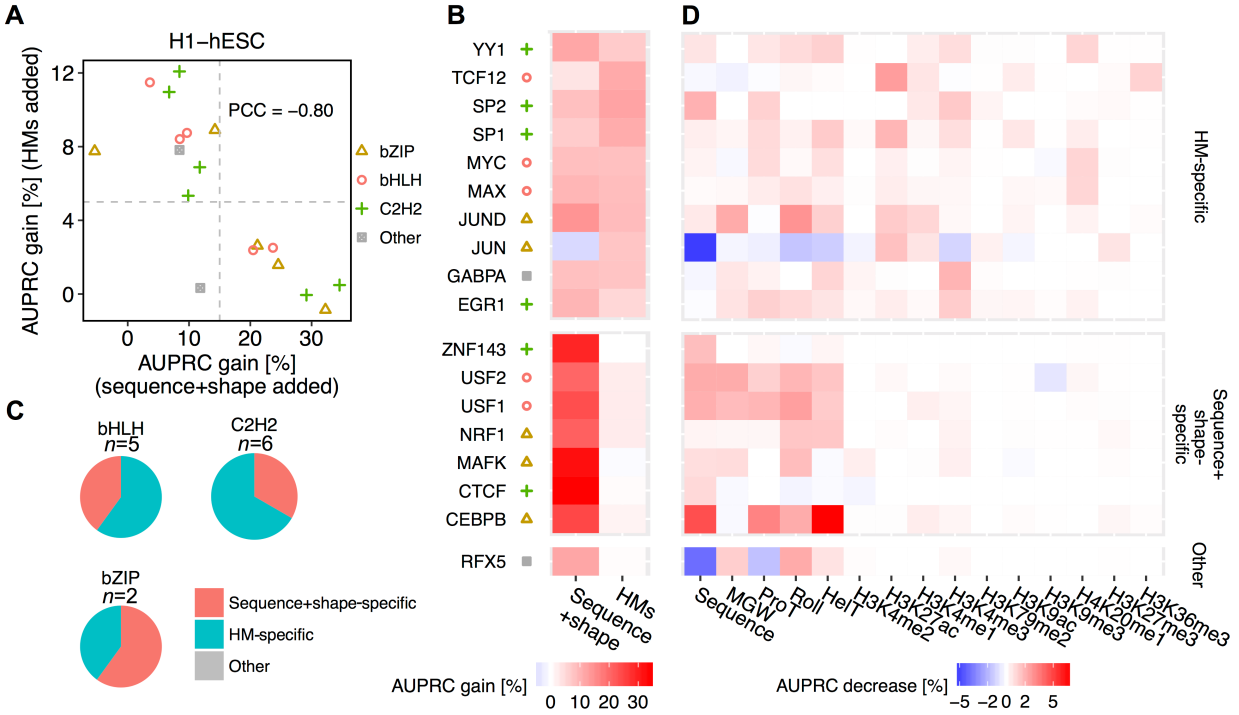 A
H1−hESC
AUPRC gain [%] (HMs added)
12
8
4
0
PCC = −0.80
0
10
20
30
AUPRC gain [%]
(sequence+shape added)
bZIP
bHLH
C2H2
Other
B
YY1
TCF12
SP2
SP1
MYC
MAX
JUND
JUN
GABPA
EGR1
ZNF143
USF2
USF1
NRF1
MAFK
CTCF
CEBPB
RFX5
Sequence
+shape
HMs
AUPRC gain [%]
0 10 20 30
C
bHLH
n=5
C2H2
n=6
bZIP
n=2
Sequence+shape-specific
HM-specific
Other
D
HM-specific
Sequence+
shape-
specific
Other
Sequence
MGW
ProT
Roll
HelT
H3K4me2
H3K27ac
H3K4me1
H3K4me3
H3K79me2
H3K9ac
H3K9me3
H4K20me1
H3K27me3
H3K36me3
AUPRC decrease [%]
−5 −2 0 2 5